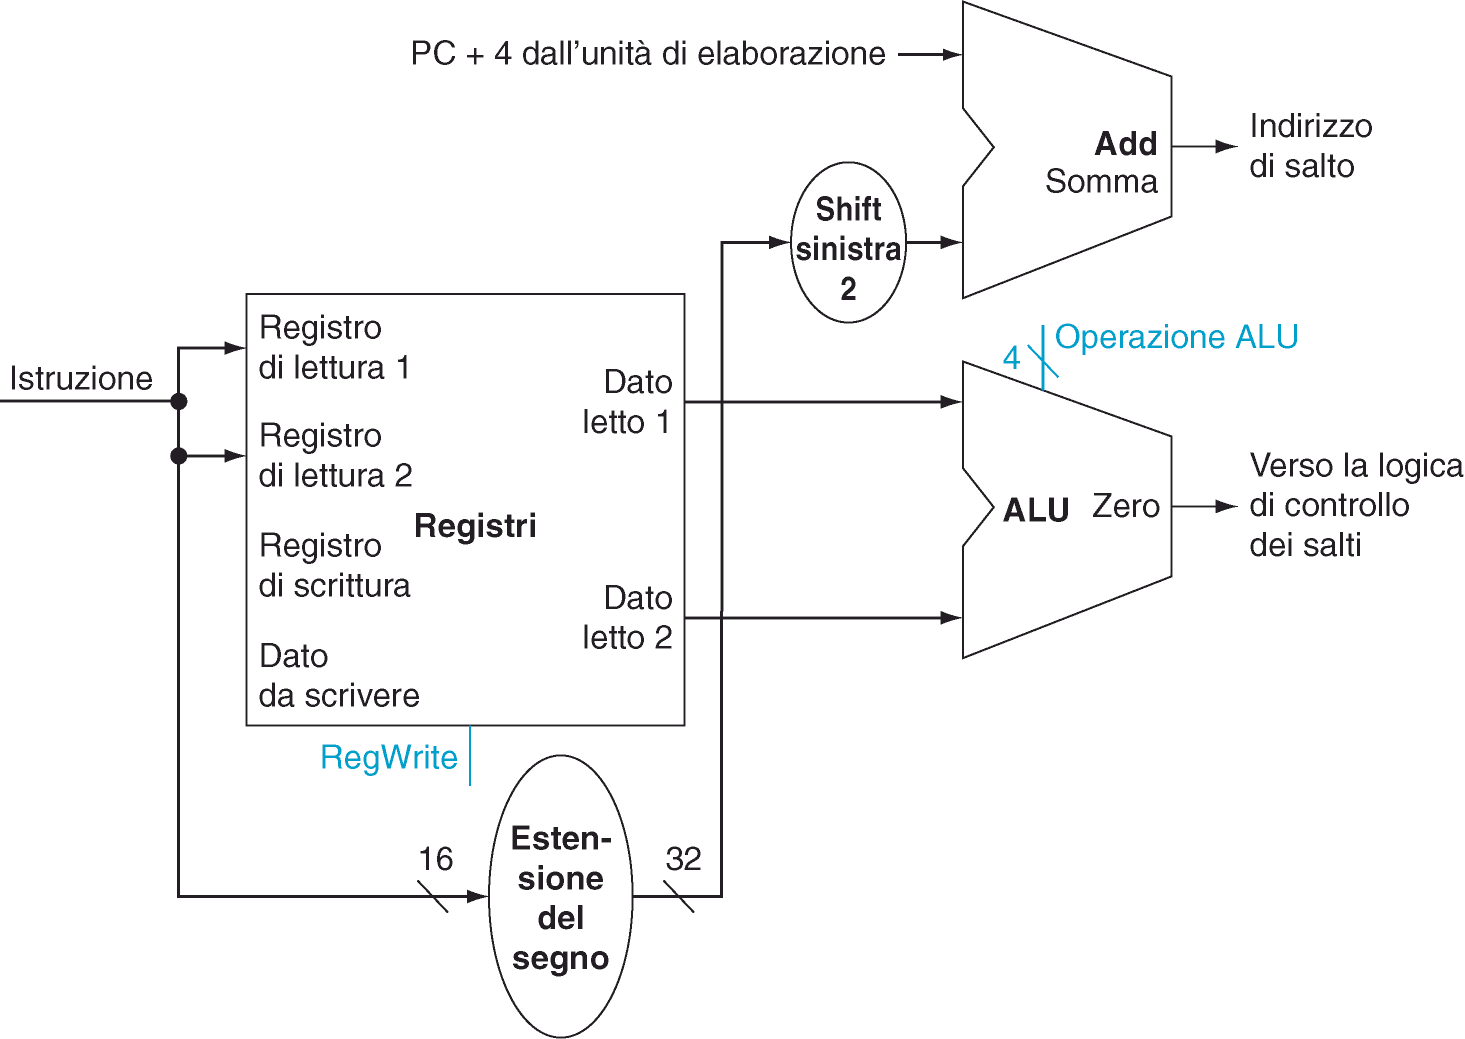 PC + 4 dall'unità di elaborazione
Add
Somma
Indirizzo
di salto
Shift
sinistra
2
Istruzione
Registro
di lettura 1
Registro
di lettura 2
Registri
Registro
di scrittura
Dato
da scrivere
Dato
letto 1
Dato
letto 2
4
Operazione ALU
ALU
Zero
Verso la logica
di controllo
dei salti
RegWrite
16
Esten-
sione
del
segno
32